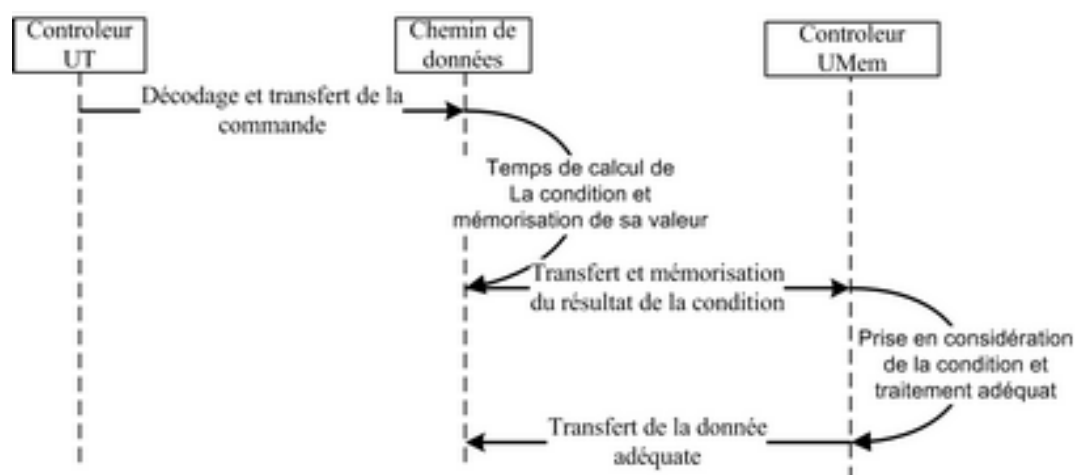 Controleur
UT
Chemin de
données
Controleur
UMem
Décodage et transfert de la
commande
Temps de calcul de
La condition et
mémorisation de sa valeur
Transfert et mémorisation
du résultat de la condition
Prise en considération
de la condition et
traitement adéquat
Transfert de la donnée
adéquate